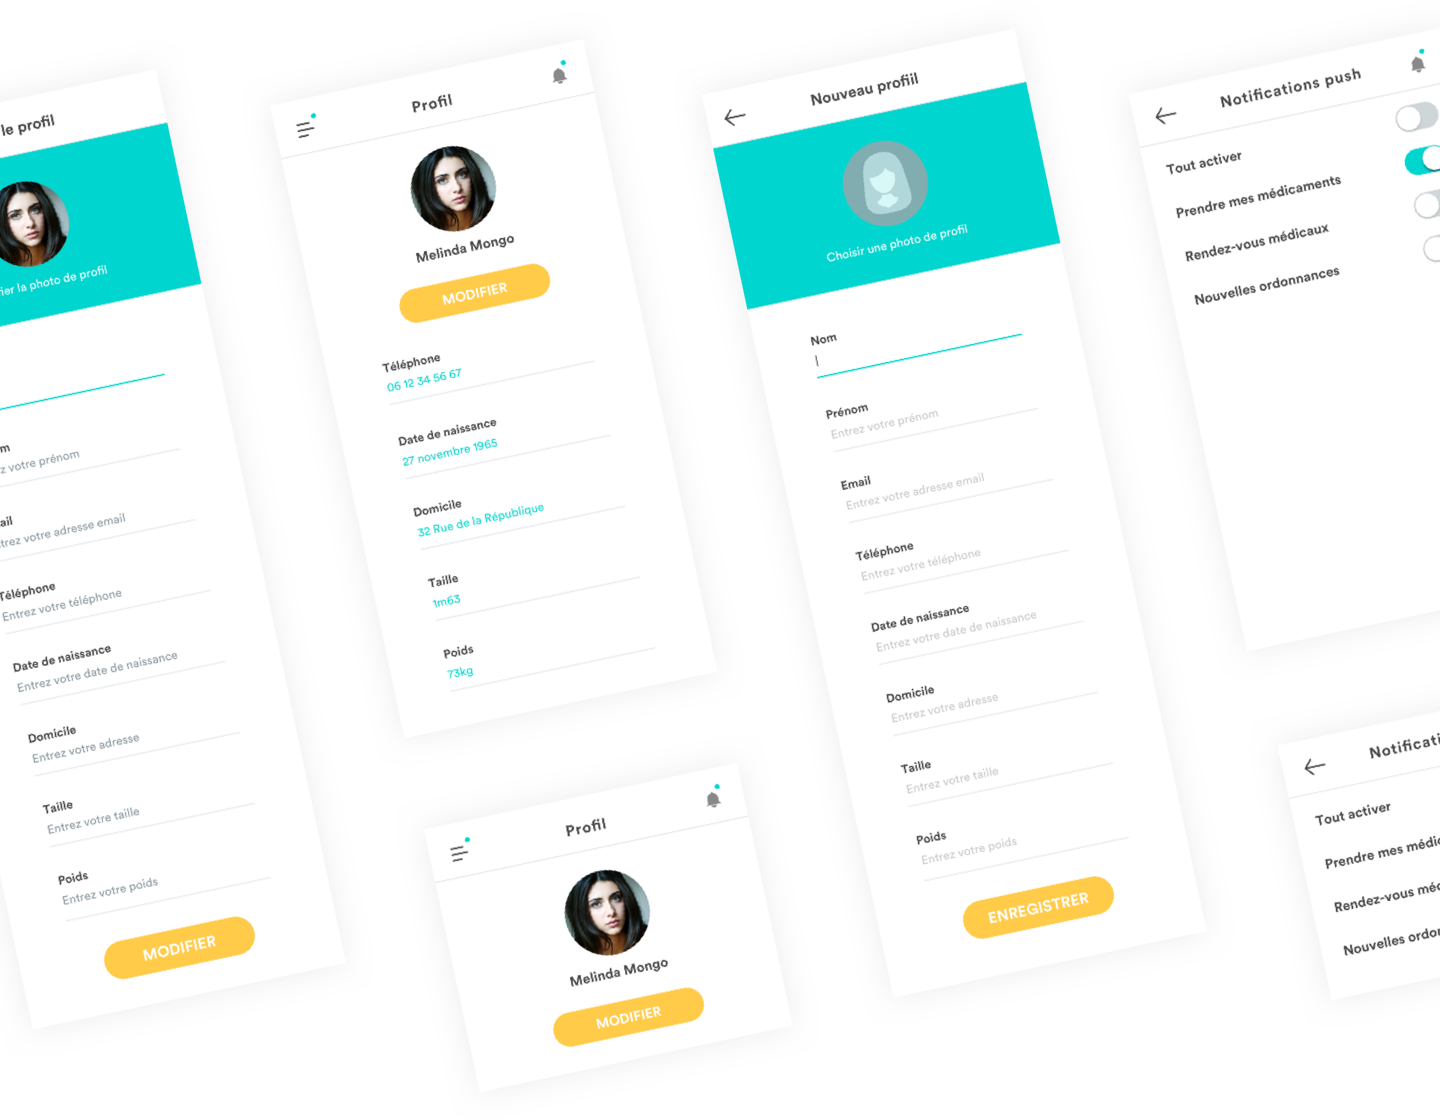 le profil
ier la photo de profil
m
z votre prénom
ail
trez votre adresse email
Téléphone
Entrez votre téléphone
Date de naissance
Entrez votre date de naissance
Domicile
Entrez votre adresse
Taille
Entrez votre taille
Poids
Entrez votre poids
MODIFIER
Profil
Melinda Mongo
MODIFIER
Téléphone
06 12 34 56 67
Date de naissance
27 novembre 1965
Domicile
32 Rue de la République
Taille
1m63
Poids
73kg
Profil
Melinda Mongo
MODIFIER
Nouveau profiil
Choisir une photo de profil
Nom
Prénom
Entrez votre prénom
Email
Entrez votre adresse email
Téléphone
Entrez votre téléphone
Date de naissance
Entrez votre date de naissance
Domicile
Entrez votre adresse
Taille
Entrez votre taille
Poids
Entrez votre poids
ENREGISTRER
Notifications push
Tout activer
Prendre mes médicaments
Rendez-vous médicaux
Nouvelles ordonnances
Notificati
Tout activer
Prendre mes médic
Rendez-vous méd
Nouvelles ordon